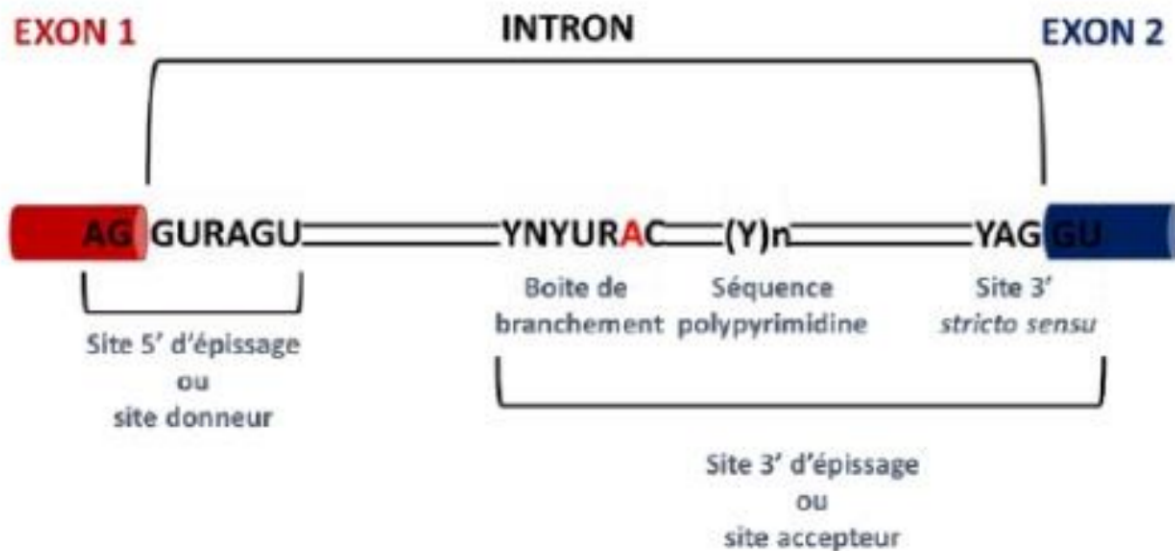 EXON 1 INTRON EXON 2
AG GURAGU YNYURAC (Y)n YAG GU
Boite de branchement
Séquence polypyrimidine
Site 3'
stricto sensu
Site 5' d'épissage
ou
site donneur
Site 3' d'épissage
ou
site accepteur